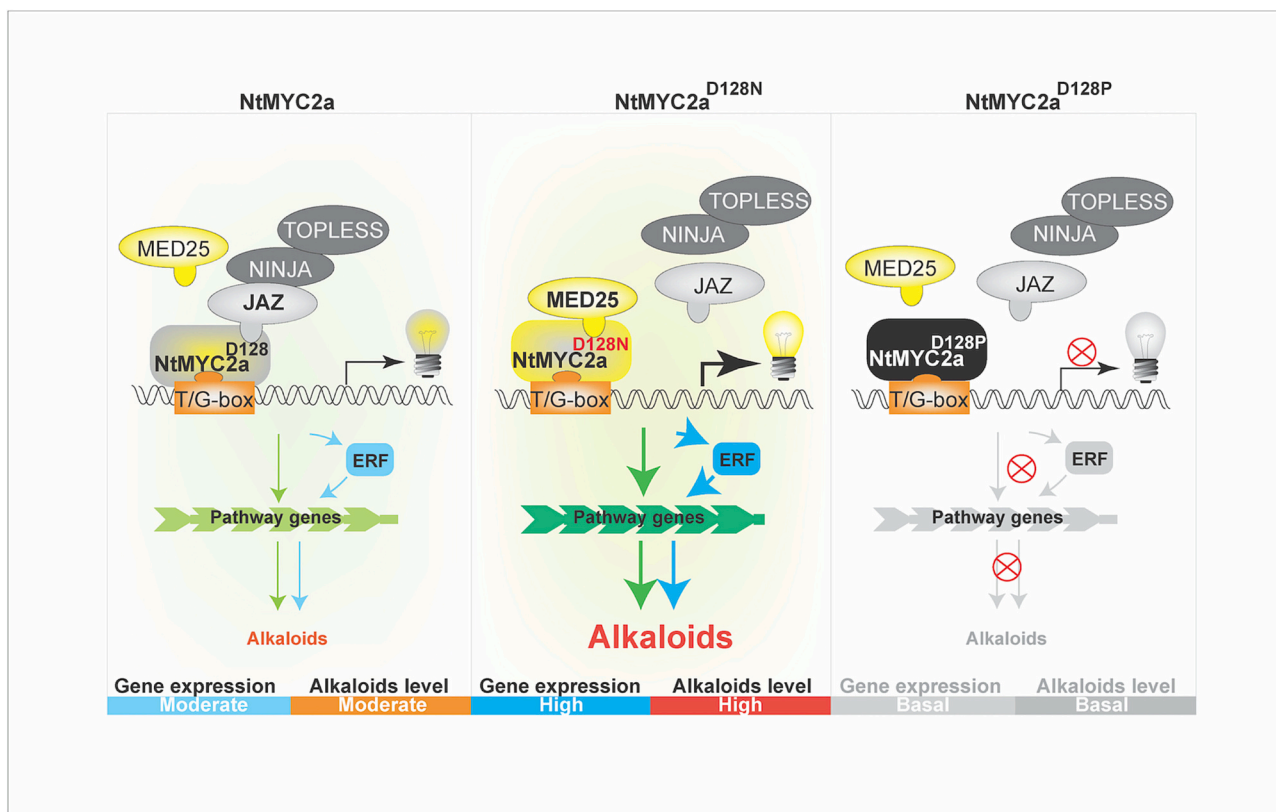 NtMYC2a
MED25
TOPLESS
NINJA
JAZ
D128
NtMYC2a
T/G-box
ERF
Pathway genes
Alkaloids
Gene expression
Alkaloids level
Moderate
Moderate
NtMYC2a D128N
TOPLESS
NINJA
JAZ
MED25
D128N
NtMYC2a
T/G-box
ERF
Pathway genes
Alkaloids
Gene expression
Alkaloids level
High
High
NtMYC2a D128P
TOPLESS
NINJA
MED25
JAZ
D128P
NtMYC2a
T/G-box
ERF
Pathway genes
Alkaloids
Gene expression
Alkaloids level
Basal
Basal